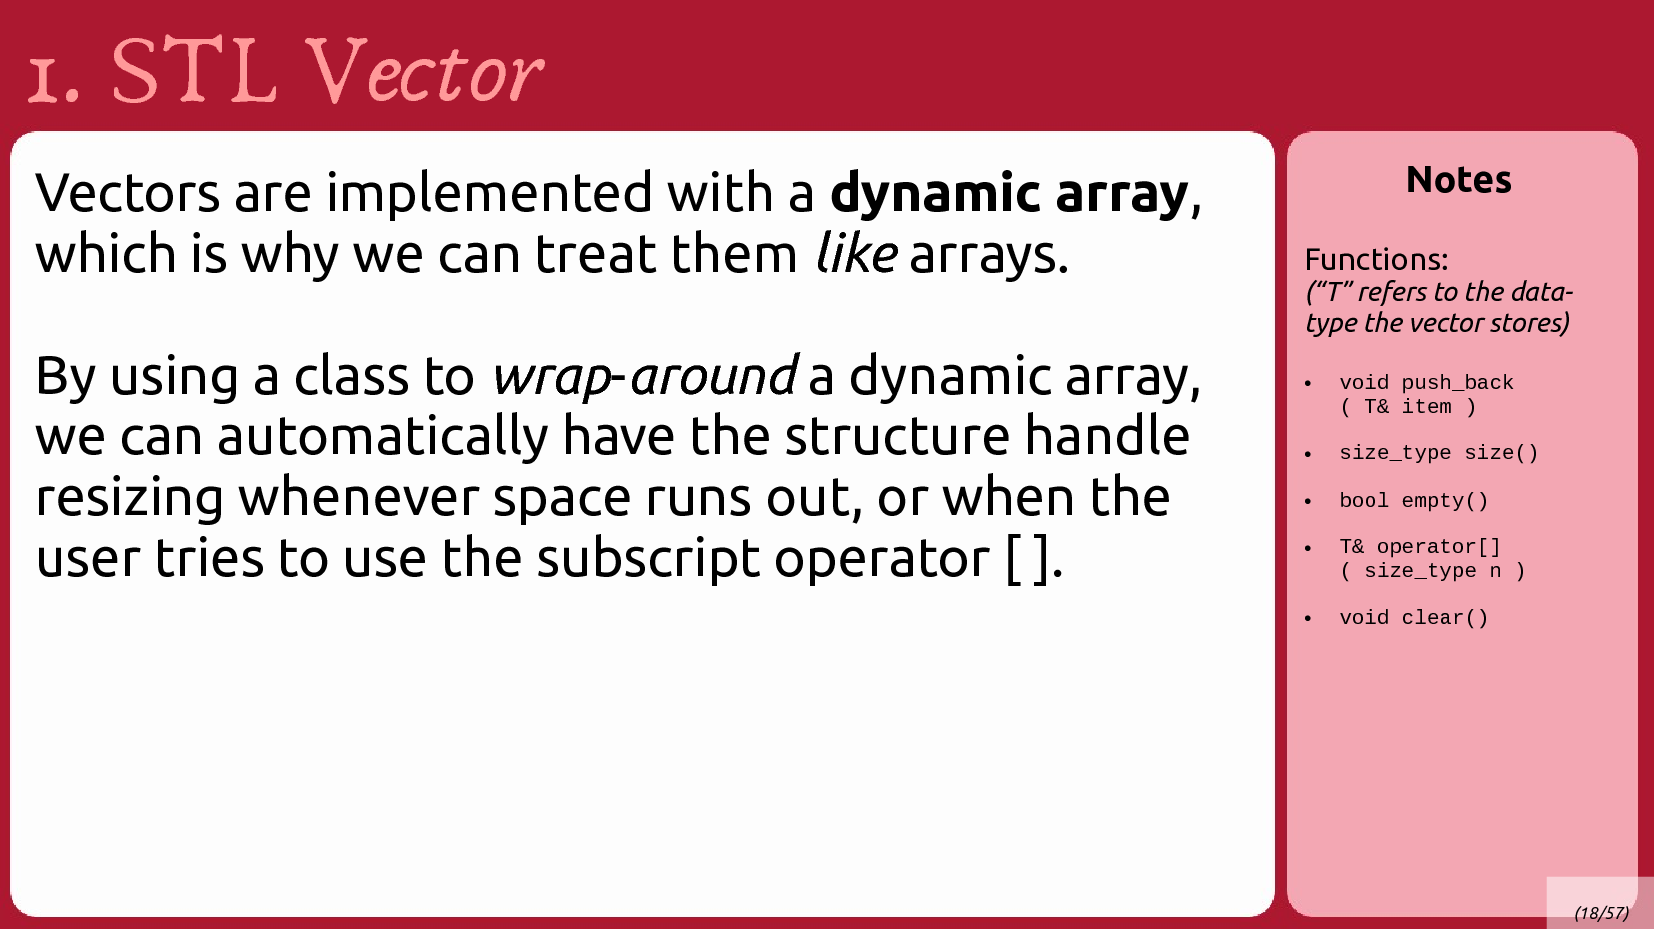 1. STL Vector
Vectors are implemented with a dynamic array,
which is why we can treat them like arrays.
By using a class to wrap-around a dynamic array,
we can automatically have the structure handle
resizing whenever space runs out, or when the
user tries to use the subscript operator [ ].
Notes
Functions:
(“T” refers to the data-
type the vector stores)
• void push_back
( T& item )
• size_type size()
• bool empty()
• T& operator[]
( size_type n )
• void clear()
(18/57)